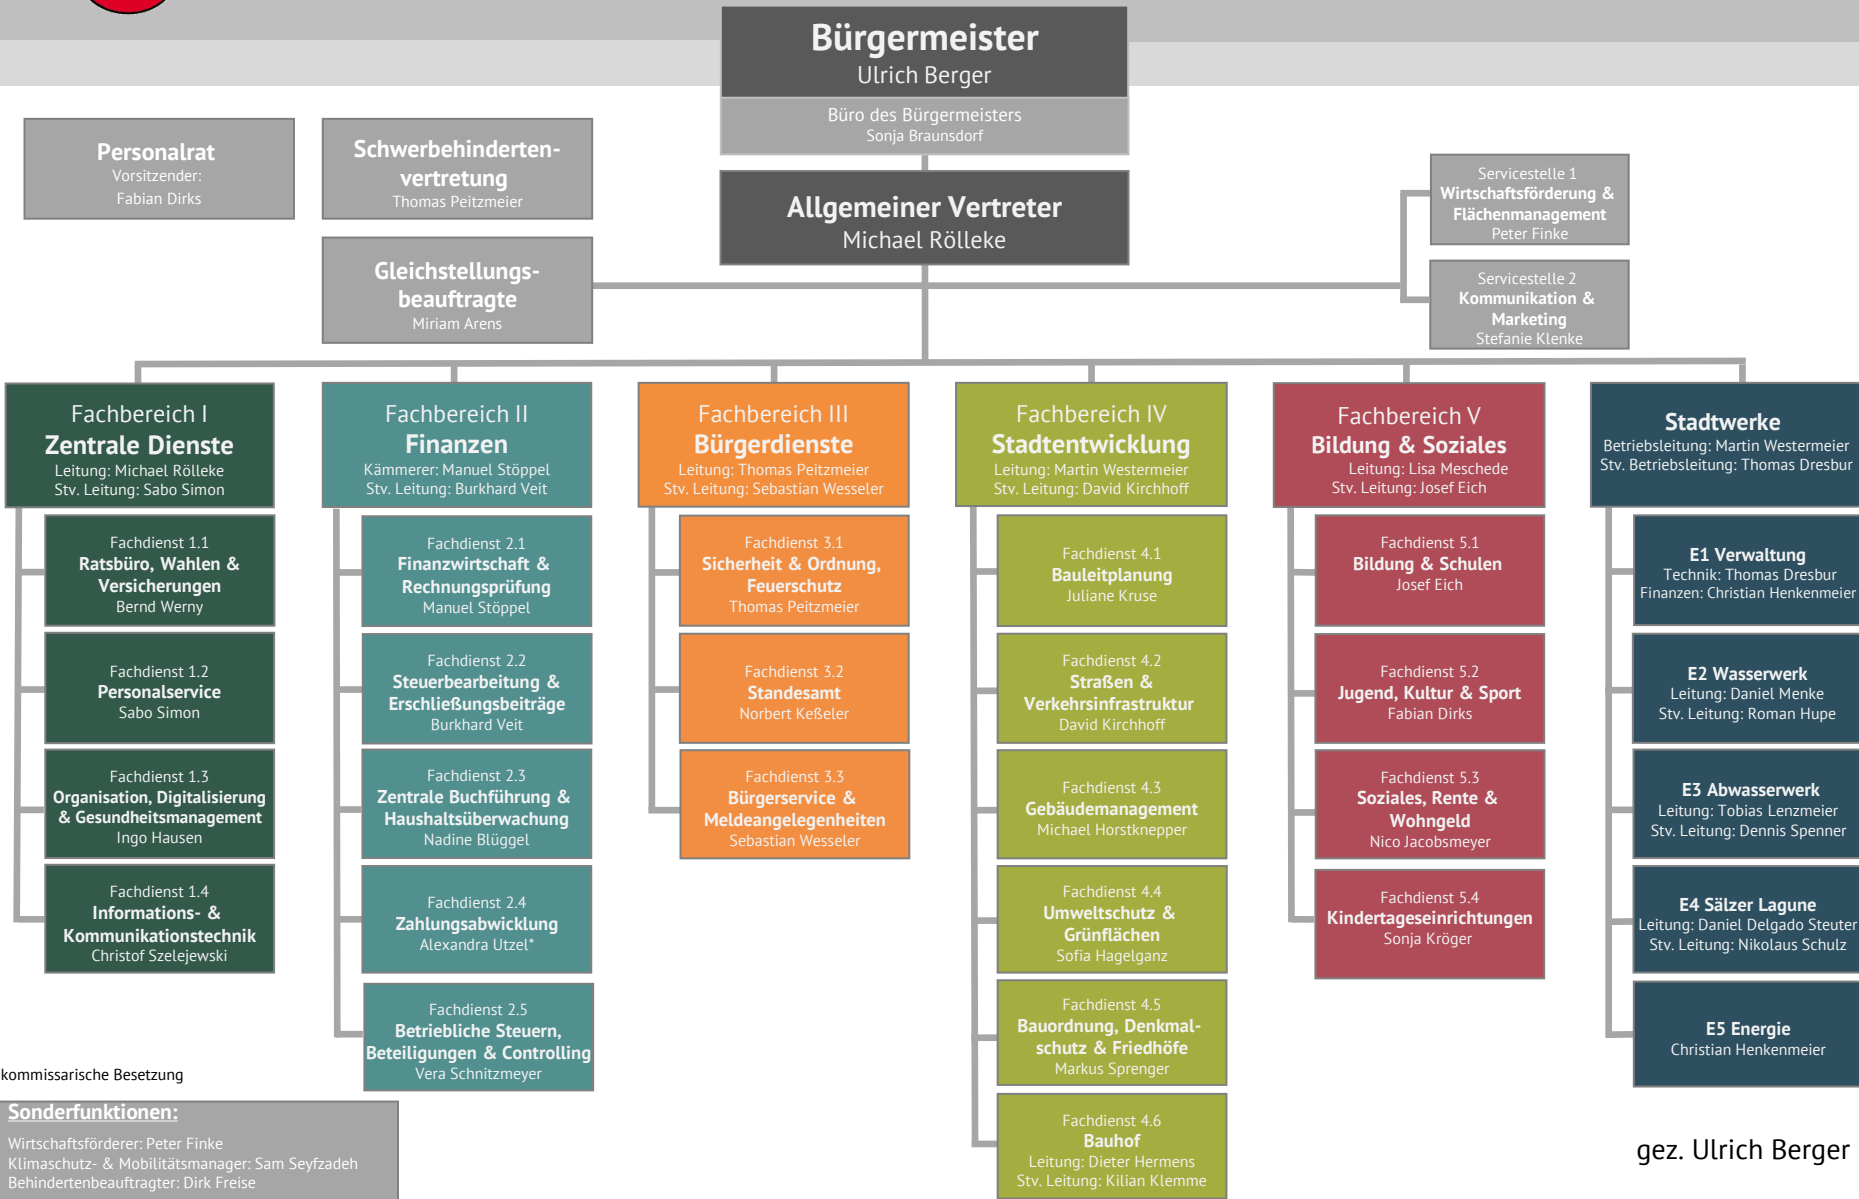 Bürgermeister
Ulrich Berger
Büro des Bürgermeisters
Sonja Braunsdorf
Personalrat
Vorsitzender:
Fabian Dirks
Schwerbehinderten-
vertretung
Thomas Peitzmeier
Allgemeiner Vertreter
Michael Rölleke
Servicestelle 1
Wirtschaftsförderung &
Flächenmanagement
Peter Finke
Gleichstellungs-
beauftragte
Miriam Arens
Servicestelle 2
Kommunikation &
Marketing
Stefanie Klenke
Fachbereich I
Zentrale Dienste
Leitung: Michael Rölleke
Stv. Leitung: Sabo Simon
Fachdienst 1.1
Ratsbüro, Wahlen &
Versicherungen
Bernd Werny
Fachdienst 1.2
Personalservice
Sabo Simon
Fachdienst 1.3
Organisation, Digitalisierung
& Gesundheitsmanagement
Ingo Hausen
Fachdienst 1.4
Informations- &
Kommunikationstechnik
Christof Szelejewski
Fachbereich II
Finanzen
Kämmerer: Manuel Stöppel
Stv. Leitung: Burkhard Veit
Fachdienst 2.1
Finanzwirtschaft &
Rechnungsprüfung
Manuel Stöppel
Fachdienst 2.2
Steuerbearbeitung &
Erschließungsbeiträge
Burkhard Veit
Fachdienst 2.3
Zentrale Buchführung &
Haushaltsüberwachung
Nadine Blüggel
Fachdienst 2.4
Zahlungsabwicklung
Alexandra Utzel*
Fachdienst 2.5
Betriebliche Steuern,
Beteiligungen & Controlling
Vera Schnitzmeyer
Fachbereich III
Bürgerdienste
Leitung: Thomas Peitzmeier
Stv. Leitung: Sebastian Wesseler
Fachdienst 3.1
Sicherheit & Ordnung,
Feuerschutz
Thomas Peitzmeier
Fachdienst 3.2
Standesamt
Norbert Keßeler
Fachdienst 3.3
Bürgerservice &
Meldeangelegenheiten
Sebastian Wesseler
Fachbereich IV
Stadtentwicklung
Leitung: Martin Westermeier
Stv. Leitung: David Kirchhoff
Fachdienst 4.1
Bauleitplanung
Juliane Kruse
Fachdienst 4.2
Straßen &
Verkehrsinfrastruktur
David Kirchhoff
Fachdienst 4.3
Gebäudemanagement
Michael Horstknepper
Fachdienst 4.4
Umweltschutz &
Grünflächen
Sofia Hagelganz
Fachdienst 4.5
Bauordnung, Denkmal-
schutz & Friedhöfe
Markus Sprenger
Fachdienst 4.6
Bauhof
Leitung: Dieter Hermens
Stv. Leitung: Kilian Klemme
Fachbereich V
Bildung & Soziales
Leitung: Lisa Meschede
Stv. Leitung: Josef Eich
Fachdienst 5.1
Bildung & Schulen
Josef Eich
Fachdienst 5.2
Jugend, Kultur & Sport
Fabian Dirks
Fachdienst 5.3
Soziales, Rente &
Wohngeld
Nico Jacobsmeyer
Fachdienst 5.4
Kindertageseinrichtungen
Sonja Kröger
Stadtwerke
Betriebsleitung: Martin Westermeier
Stv. Betriebsleitung: Thomas Dresbur
E1 Verwaltung
Technik: Thomas Dresbur
Finanzen: Christian Henkenmeier
E2 Wasserwerk
Leitung: Daniel Menke
Stv. Leitung: Roman Hupe
E3 Abwasserwerk
Leitung: Tobias Lenzmeier
Stv. Leitung: Dennis Spenner
E4 Sälzer Lagune
Leitung: Daniel Delgado Steuter
Stv. Leitung: Nikolaus Schulz
E5 Energie
Christian Henkenmeier
kommissarische Besetzung
Sonderfunktionen:
Wirtschaftsförderer: Peter Finke
Klimaschutz- & Mobilitätsmanager: Sam Seyfzadeh
Behindertenbeauftragter: Dirk Freise
gez. Ulrich Berger